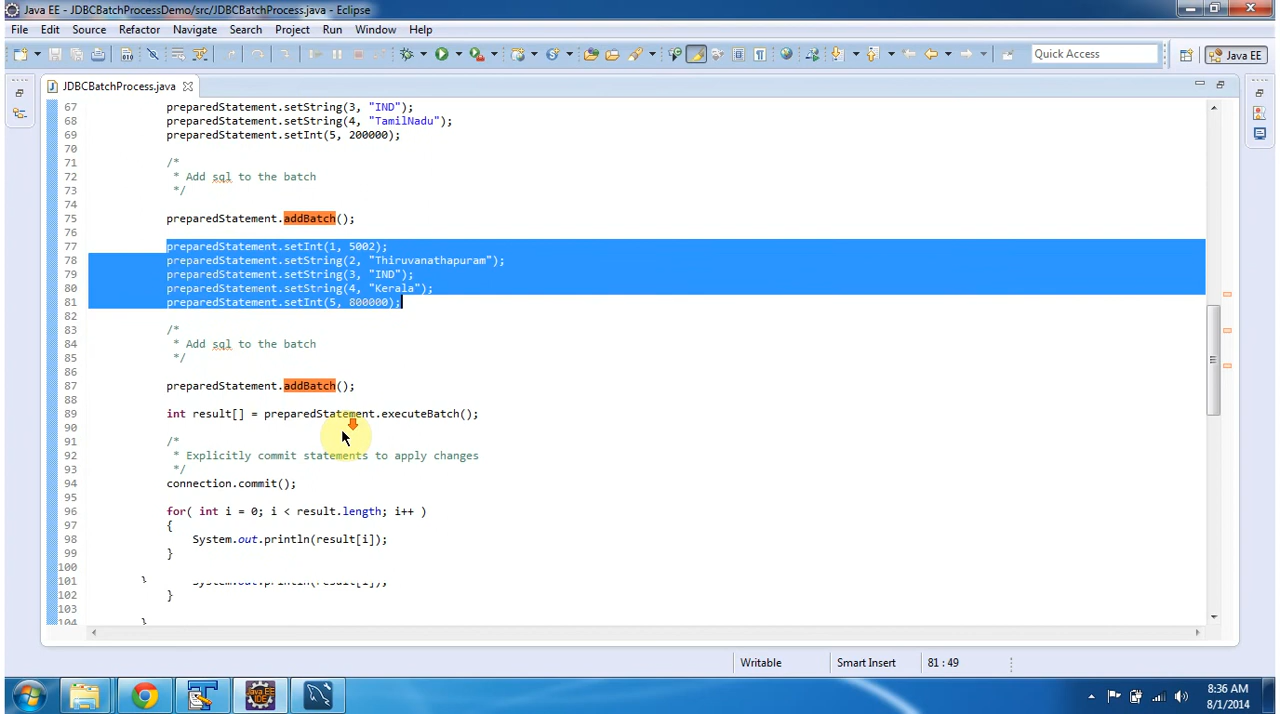 Java EE - JDBCBatchProcessDemo/src/JDBCBatchProcess.java - Eclipse
File Edit Source Refactor Navigate Search Project Run Window Help
Quick Access
Java EE
JDBCBatchProcess.java
67 preparedStatement.setString(3, "IND");
68 preparedStatement.setString(4, "TamilNadu");
69 preparedStatement.setInt(5, 200000);
70
71 /*
72 * Add sql to the batch
73 */
74
75 preparedStatement.addBatch();
76
77 preparedStatement.setInt(1, 5002);
78 preparedStatement.setString(2, "Thiruvanathapuram");
79 preparedStatement.setString(3, "IND");
80 preparedStatement.setString(4, "Kerala");
81 preparedStatement.setInt(5, 800000);
82
83 /*
84 * Add sql to the batch
85 */
86
87 preparedStatement.addBatch();
88
89 int result[] = preparedStatement.executeBatch();
90
91 /*
92 * Explicitly commit statements to apply changes
93 */
94 connection.commit();
95
96 for( int i = 0; i < result.length; i++ )
97 {
98 System.out.println(result[i]);
99 }
100
101 } System.out.println(result[i]);
102 }
103
104 }
Writable Smart Insert 81 : 49
8:36 AM
8/1/2014